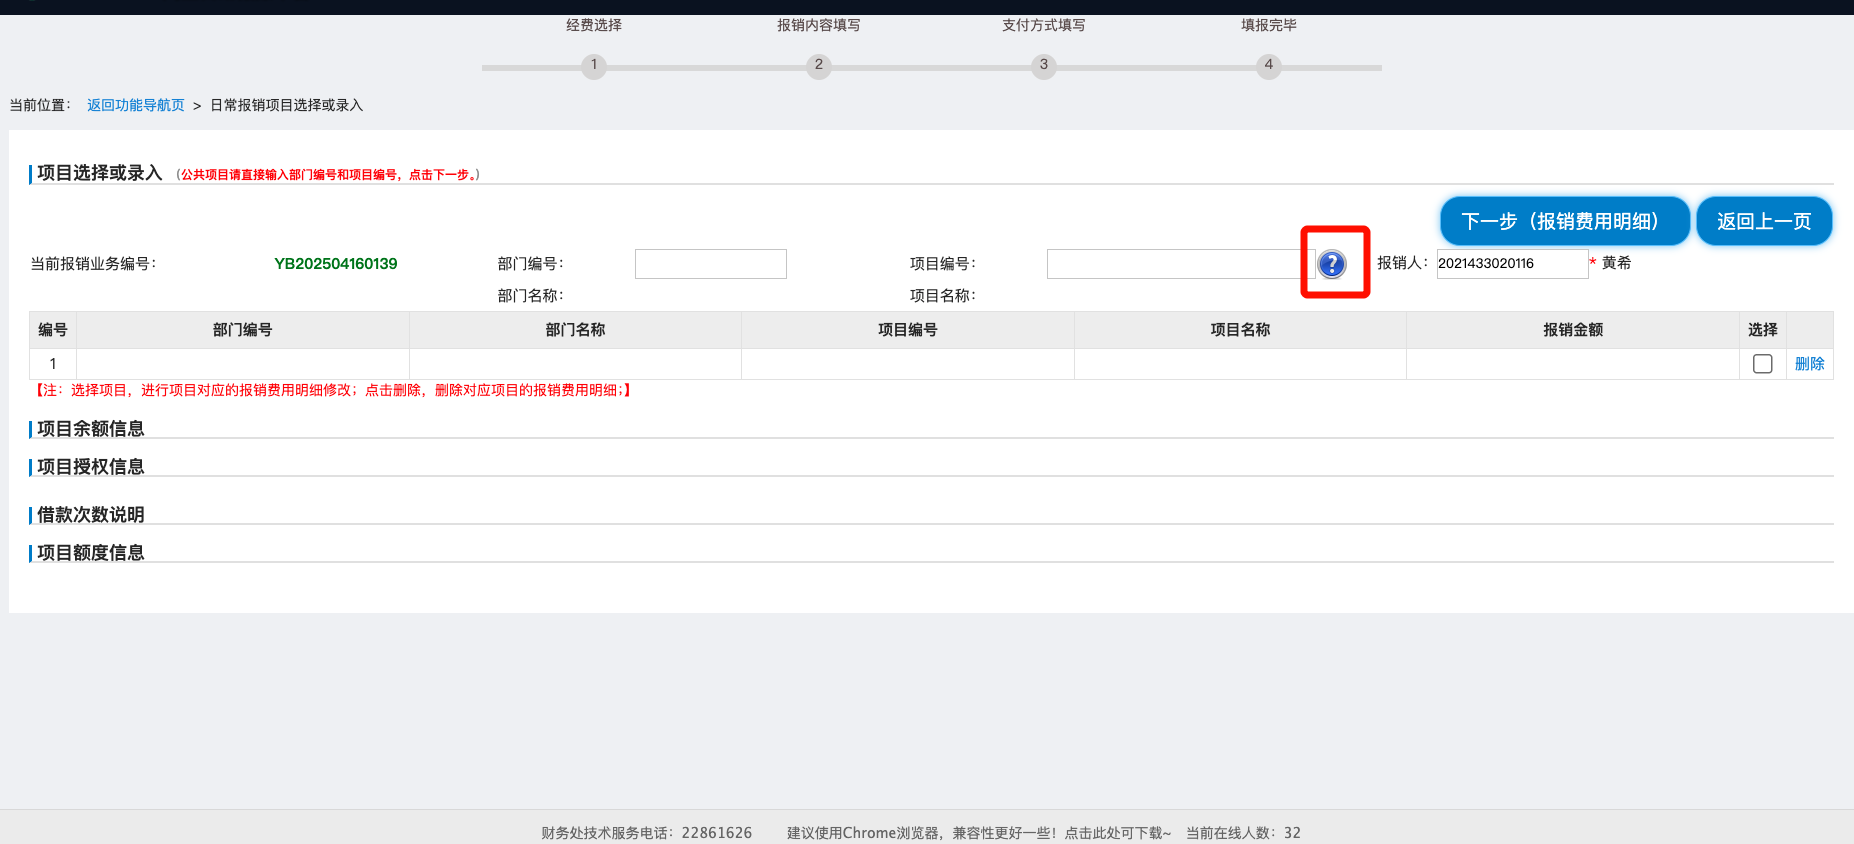 经费选择 报销内容填写 支付方式填写 填报完毕
1 2 3 4
当前位置： 返回功能导航页 > 日常报销项目选择或录入
项目选择或录入 （公共项目请直接输入部门编号和项目编号，点击下一步。）
下一步（报销费用明细） 返回上一页
当前报销业务编号： YB202504160139 部门编号： 项目编号： ? 报销人： 2021433020116 * 黄希
部门名称： 项目名称：
编号 部门编号 部门名称 项目编号 项目名称 报销金额 选择
1 删除
【注：选择项目，进行项目对应的报销费用明细修改；点击删除，删除对应项目的报销费用明细；】
项目余额信息
项目授权信息
借款次数说明
项目额度信息
财务处技术服务电话：22861626 建议使用Chrome浏览器，兼容性更好一些！点击此处可下载~ 当前在线人数：32